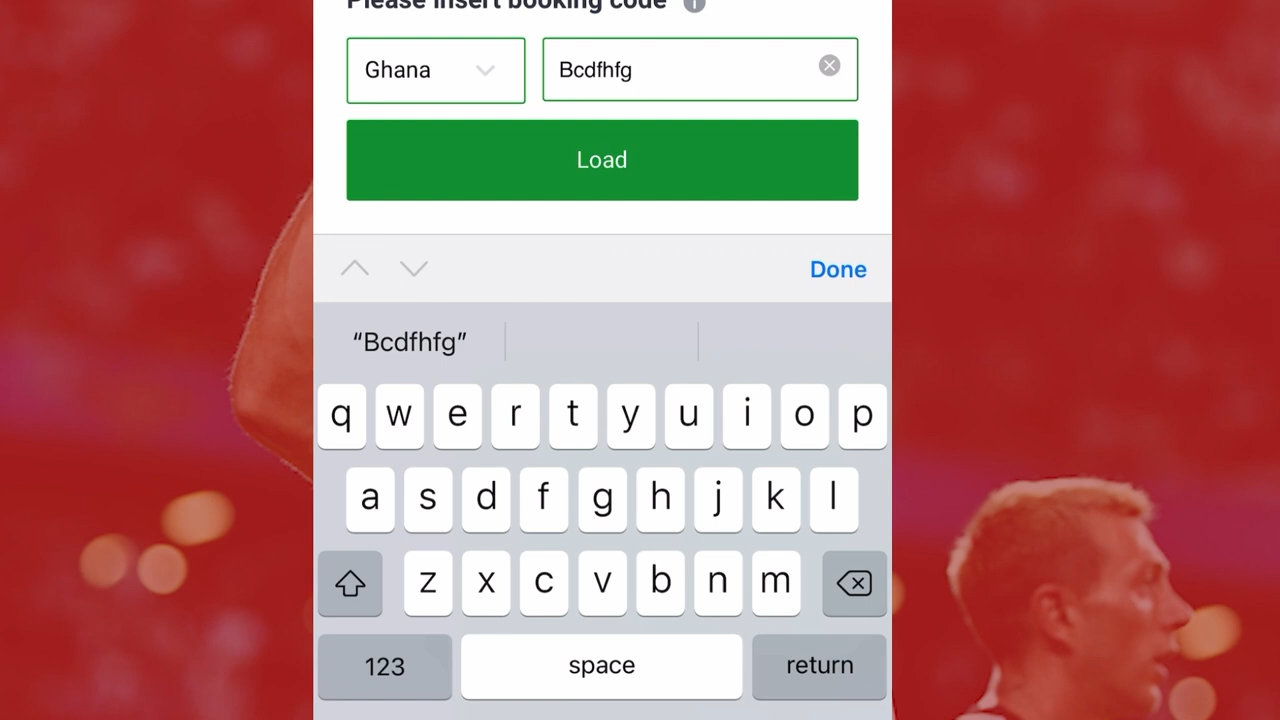 Please insert booking code
Ghana
Bcdfhfg
Load
Done
“Bcdfhfg”
q w e r t y u i o p
a s d f g h j k l
z x c v b n m
123 space return